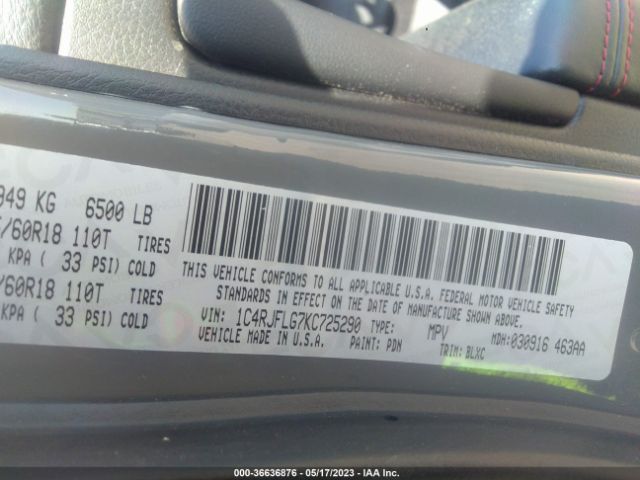 949 KG 6500 LB
/60R18 110T TIRES
KPA ( 33 PSI) COLD
/60R18 110T TIRES
KPA ( 33 PSI) COLD
THIS VEHICLE CONFORMS TO ALL APPLICABLE U.S.A. FEDERAL MOTOR VEHICLE SAFETY
STANDARDS IN EFFECT ON THE DATE OF MANUFACTURE SHOWN ABOVE.
VIN: 1C4RJFLG7KC725290 TYPE: MPV MDH:030916 463AA
VEHICLE MADE IN U.S.A. PAINT: PDN TRIM: BLXC
000-36636876 - 05/17/2023 - IAA Inc.